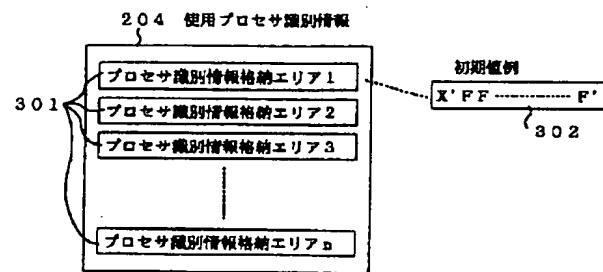 204 使用プロセサ識別情報
プロセサ識別情報格納エリア1
プロセサ識別情報格納エリア2
プロセサ識別情報格納エリア3
プロセサ識別情報格納エリアn
301
初期値例
X'FF F'
302